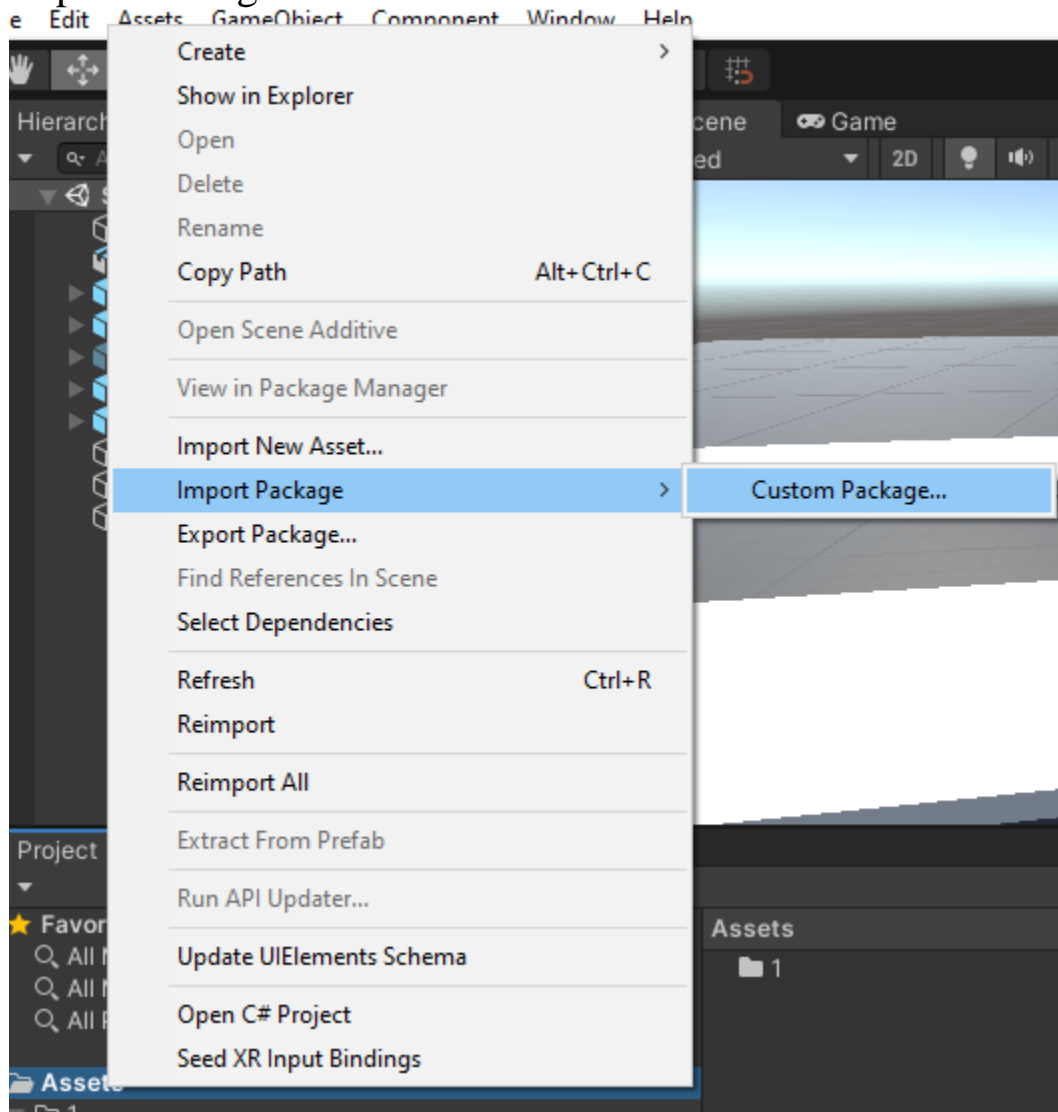 e Edit Assets GameObject Component Window Help
Create
Show in Explorer
Open
Delete
Rename
Copy Path Alt+Ctrl+C
Open Scene Additive
View in Package Manager
Import New Asset...
Import Package
Custom Package...
Export Package...
Find References In Scene
Select Dependencies
Refresh Ctrl+R
Reimport
Reimport All
Extract From Prefab
Run API Updater...
Update UIElements Schema
Open C# Project
Seed XR Input Bindings
Hierarch
cene Game
ed 2D
Project
Favor
All
All
All
Assets
Assets
1
1